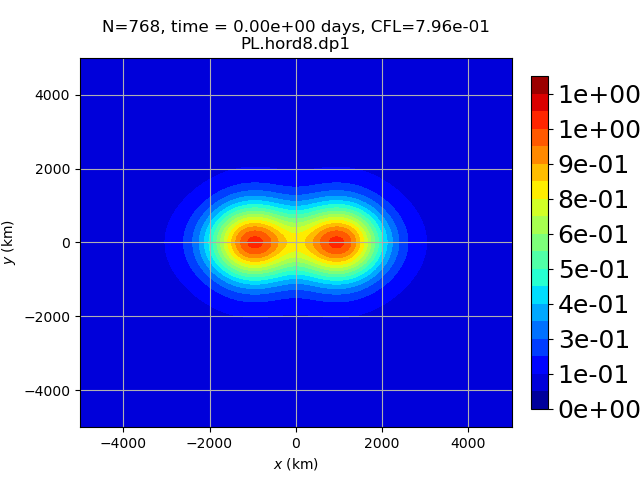 N=768, time = 0.00e+00 days, CFL=7.96e-01
PL.hord8.dp1
4000
2000
0
−2000
−4000
y (km)
−4000 −2000 0 2000 4000
x (km)
1e+00
1e+00
9e-01
8e-01
6e-01
5e-01
4e-01
3e-01
1e-01
0e+00